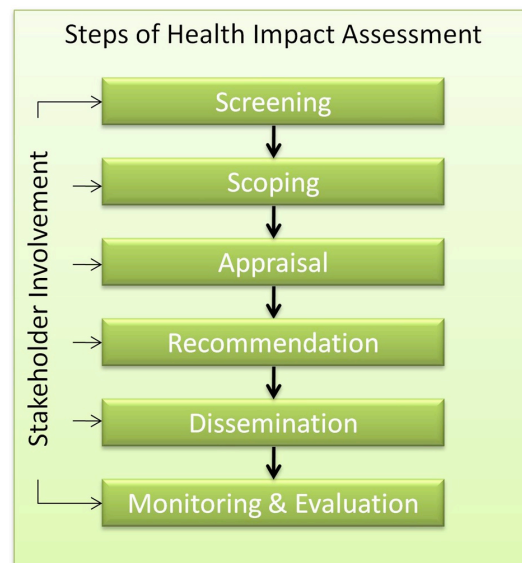 Steps of Health Impact Assessment
Stakeholder Involvement
Screening
Scoping
Appraisal
Recommendation
Dissemination
Monitoring & Evaluation